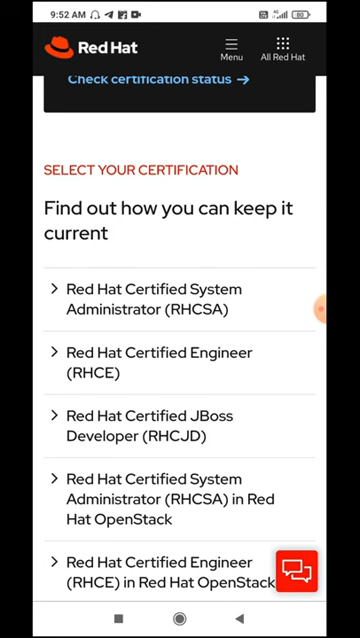 9:52 AM
60
Red Hat
Menu
All Red Hat
Check certification status →
SELECT YOUR CERTIFICATION
Find out how you can keep it
current
Red Hat Certified System
Administrator (RHCSA)
Red Hat Certified Engineer
(RHCE)
Red Hat Certified JBoss
Developer (RHCJD)
Red Hat Certified System
Administrator (RHCSA) in Red
Hat OpenStack
Red Hat Certified Engineer
(RHCE) in Red Hat OpenStack